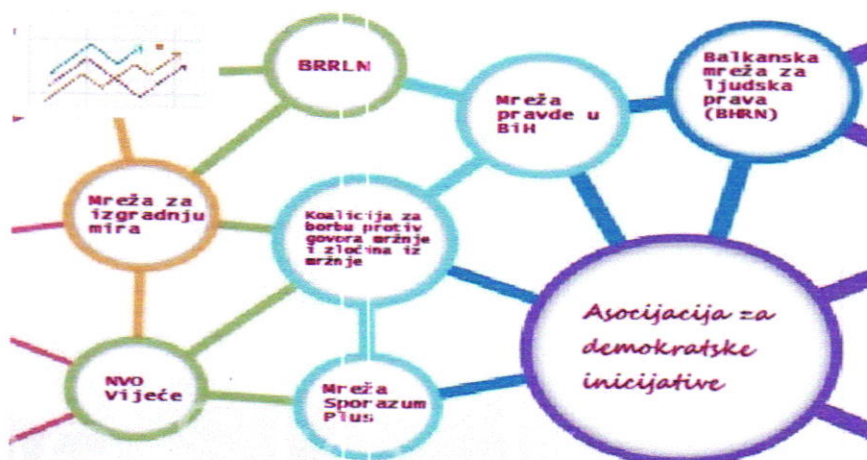 BRRLN
Mreža
pravde u
BiH
Balkanska
mreža za
ljudska
prava
(BHRN)
Mreža za
izgradnju
mira
Koalicija za
borbu protiv
govora mržnje
i zločina iz
mržnje
Asocijacija za
demokratske
inicijative
NVO
Vijeće
Mreža
Sporazum
Plus